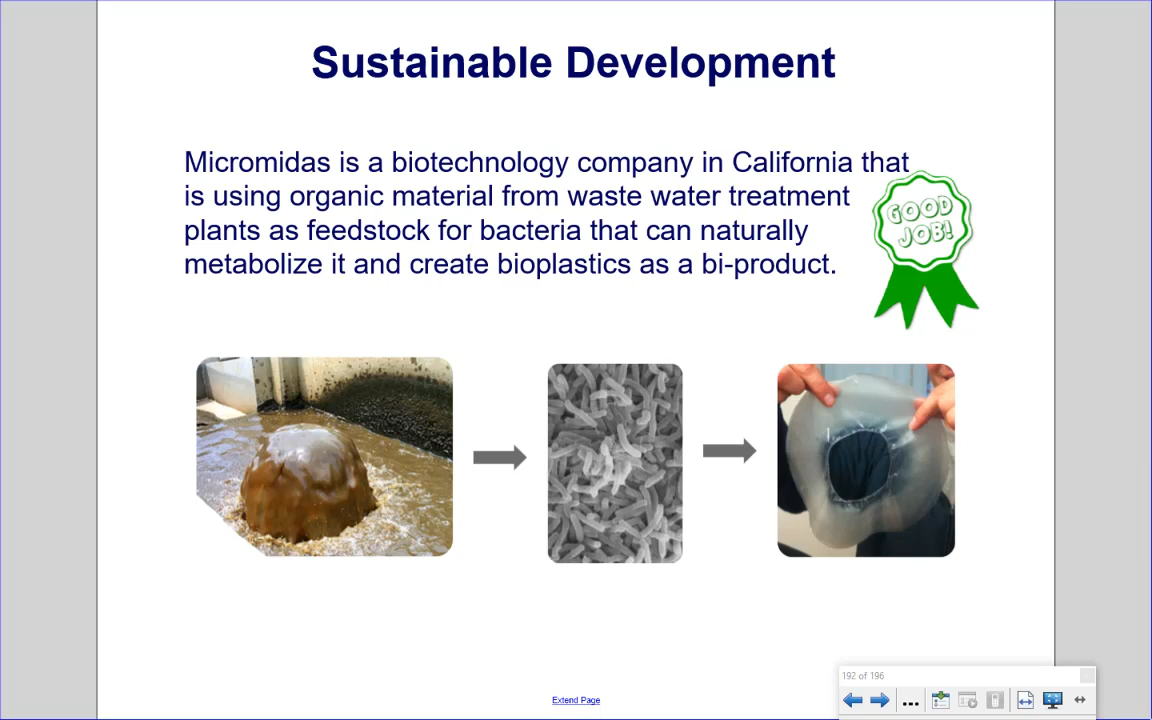 Sustainable Development
Micromidas is a biotechnology company in California that
is using organic material from waste water treatment
plants as feedstock for bacteria that can naturally
metabolize it and create bioplastics as a bi-product.
GOOD
JOB!
Extend Page
192 of 196